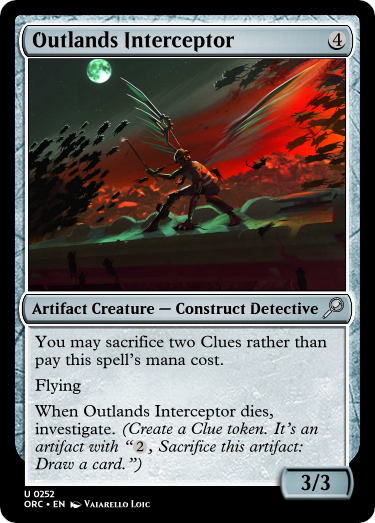 Outlands Interceptor 4
Artifact Creature — Construct Detective
You may sacrifice two Clues rather than
pay this spell's mana cost.
Flying
When Outlands Interceptor dies,
investigate. (Create a Clue token. It's an
artifact with “2, Sacrifice this artifact:
Draw a card.”)
3/3
U 0252
ORC • EN Vaiarello Loic